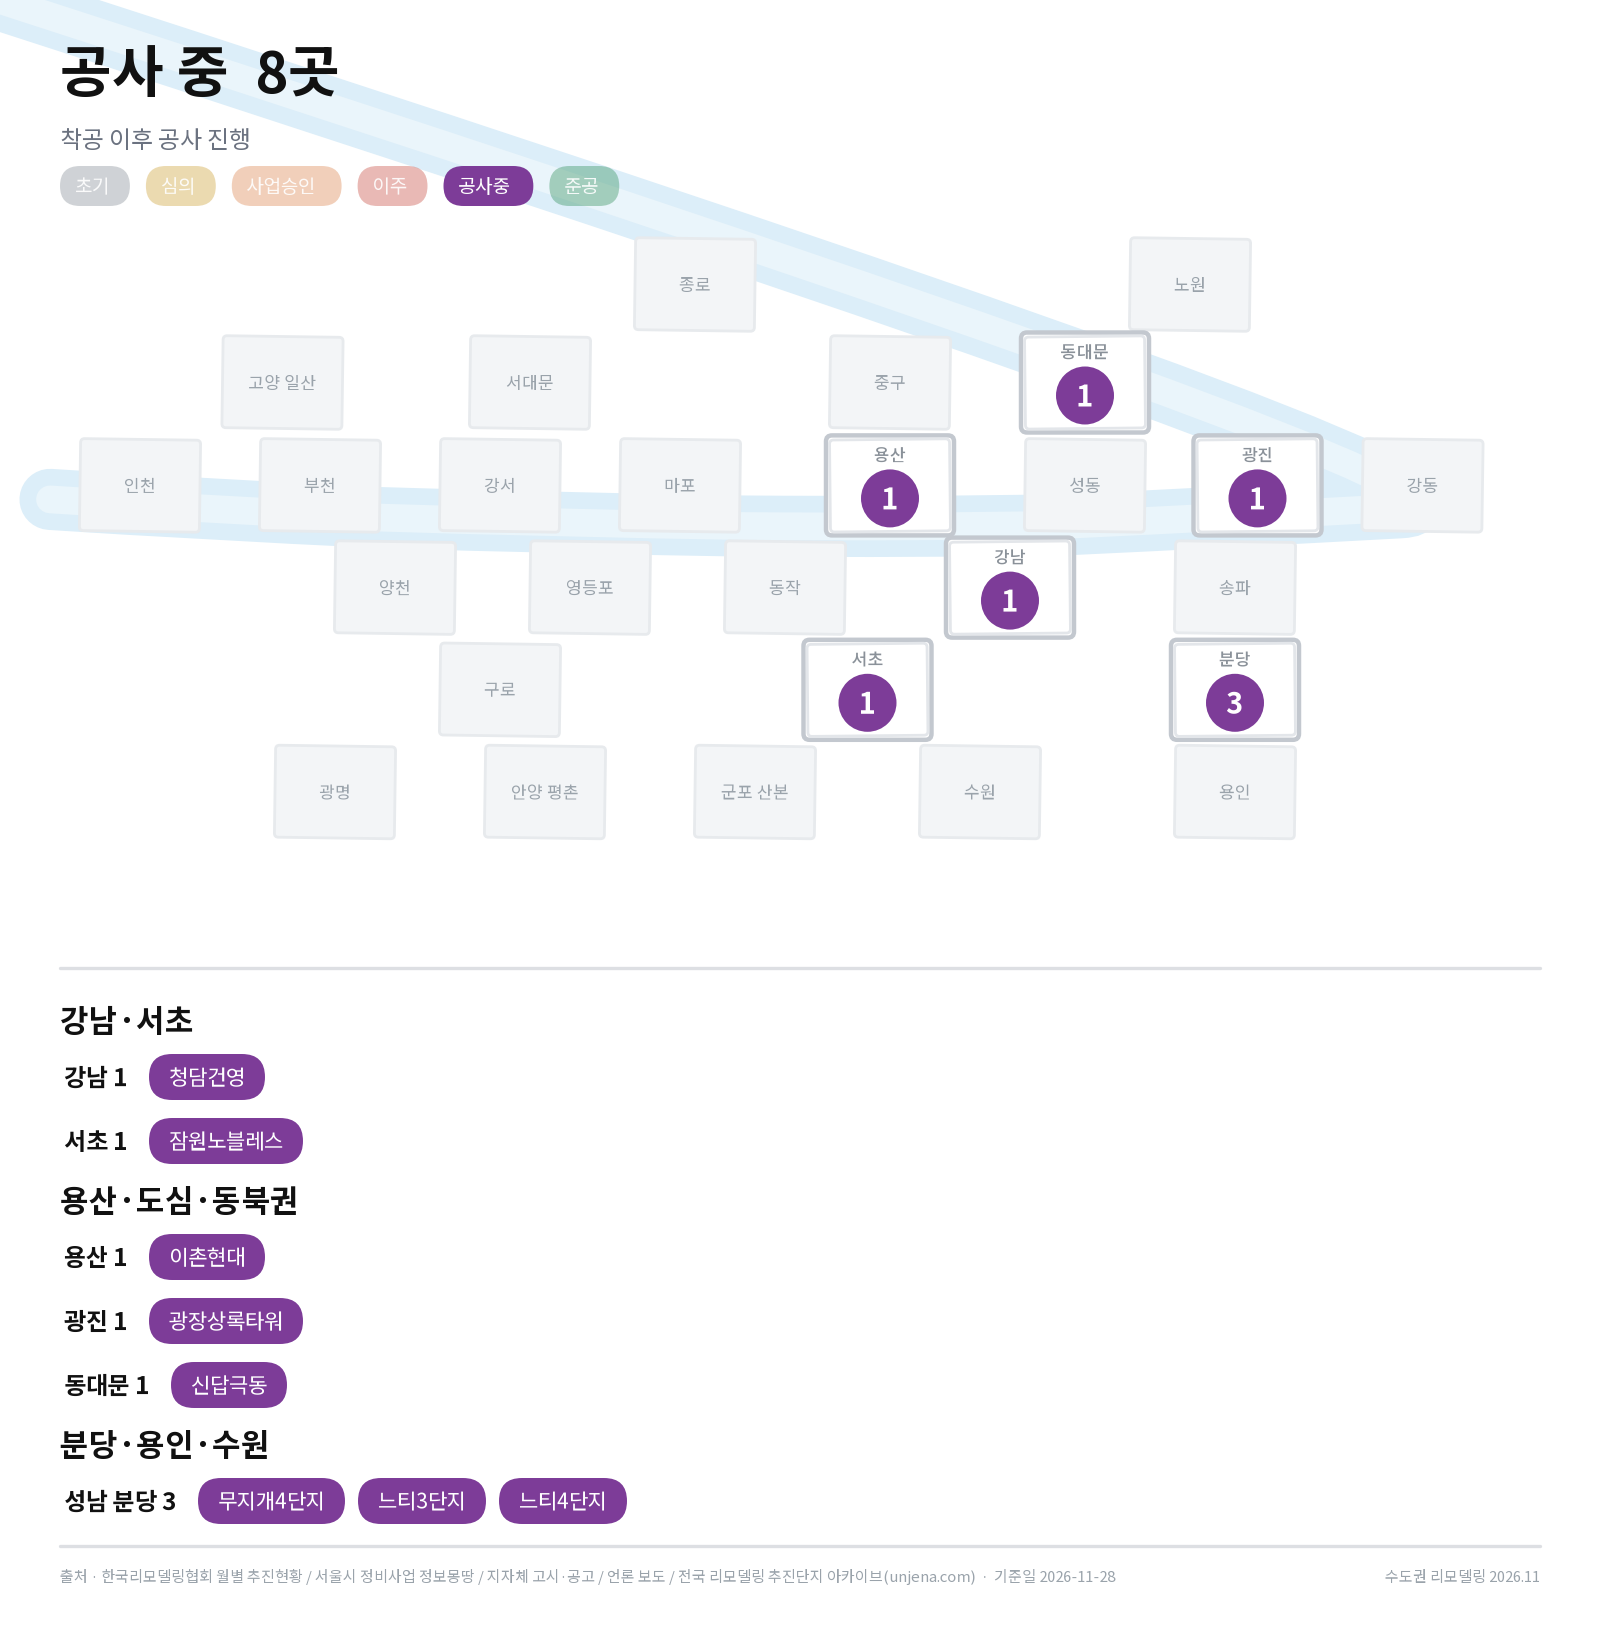 공사 중 8곳
착공 이후 공사 진행
초기 심의 사업승인 이주 공사중 준공
종로 노원
고양 일산 서대문 중구 동대문
1
인천 부천 강서 마포 용산 성동 광진 강동
1 1
양천 영등포 동작 강남 송파
1
구로 서초 분당
1 3
광명 안양 평촌 군포 산본 수원 용인
강남·서초
강남 1 청담건영
서초 1 잠원노블레스
용산·도심·동북권
용산 1 이촌현대
광진 1 광장상록타워
동대문 1 신답극동
분당·용인·수원
성남 분당 3 무지개4단지 느티3단지 느티4단지
출처 · 한국리모델링협회 월별 추진현황 / 서울시 정비사업 정보몽땅 / 지자체 고시·공고 / 언론 보도 / 전국 리모델링 추진단지 아카이브(unjena.com) · 기준일 2026-11-28
수도권 리모델링 2026.11